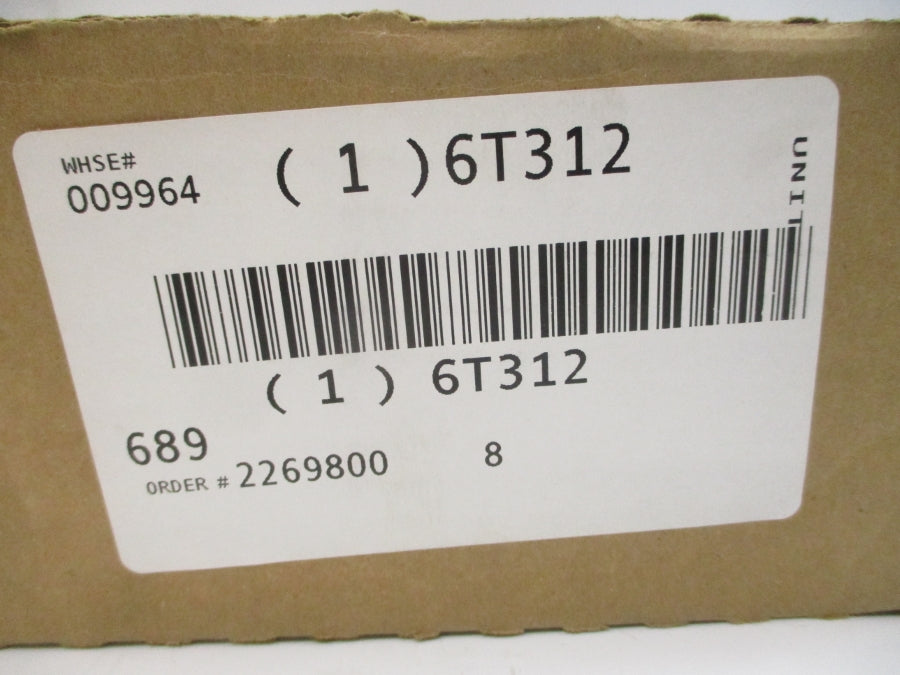 WHSE#
009964
( 1 )6T312
UNIT
( 1 ) 6T312
689
ORDER # 2269800 8